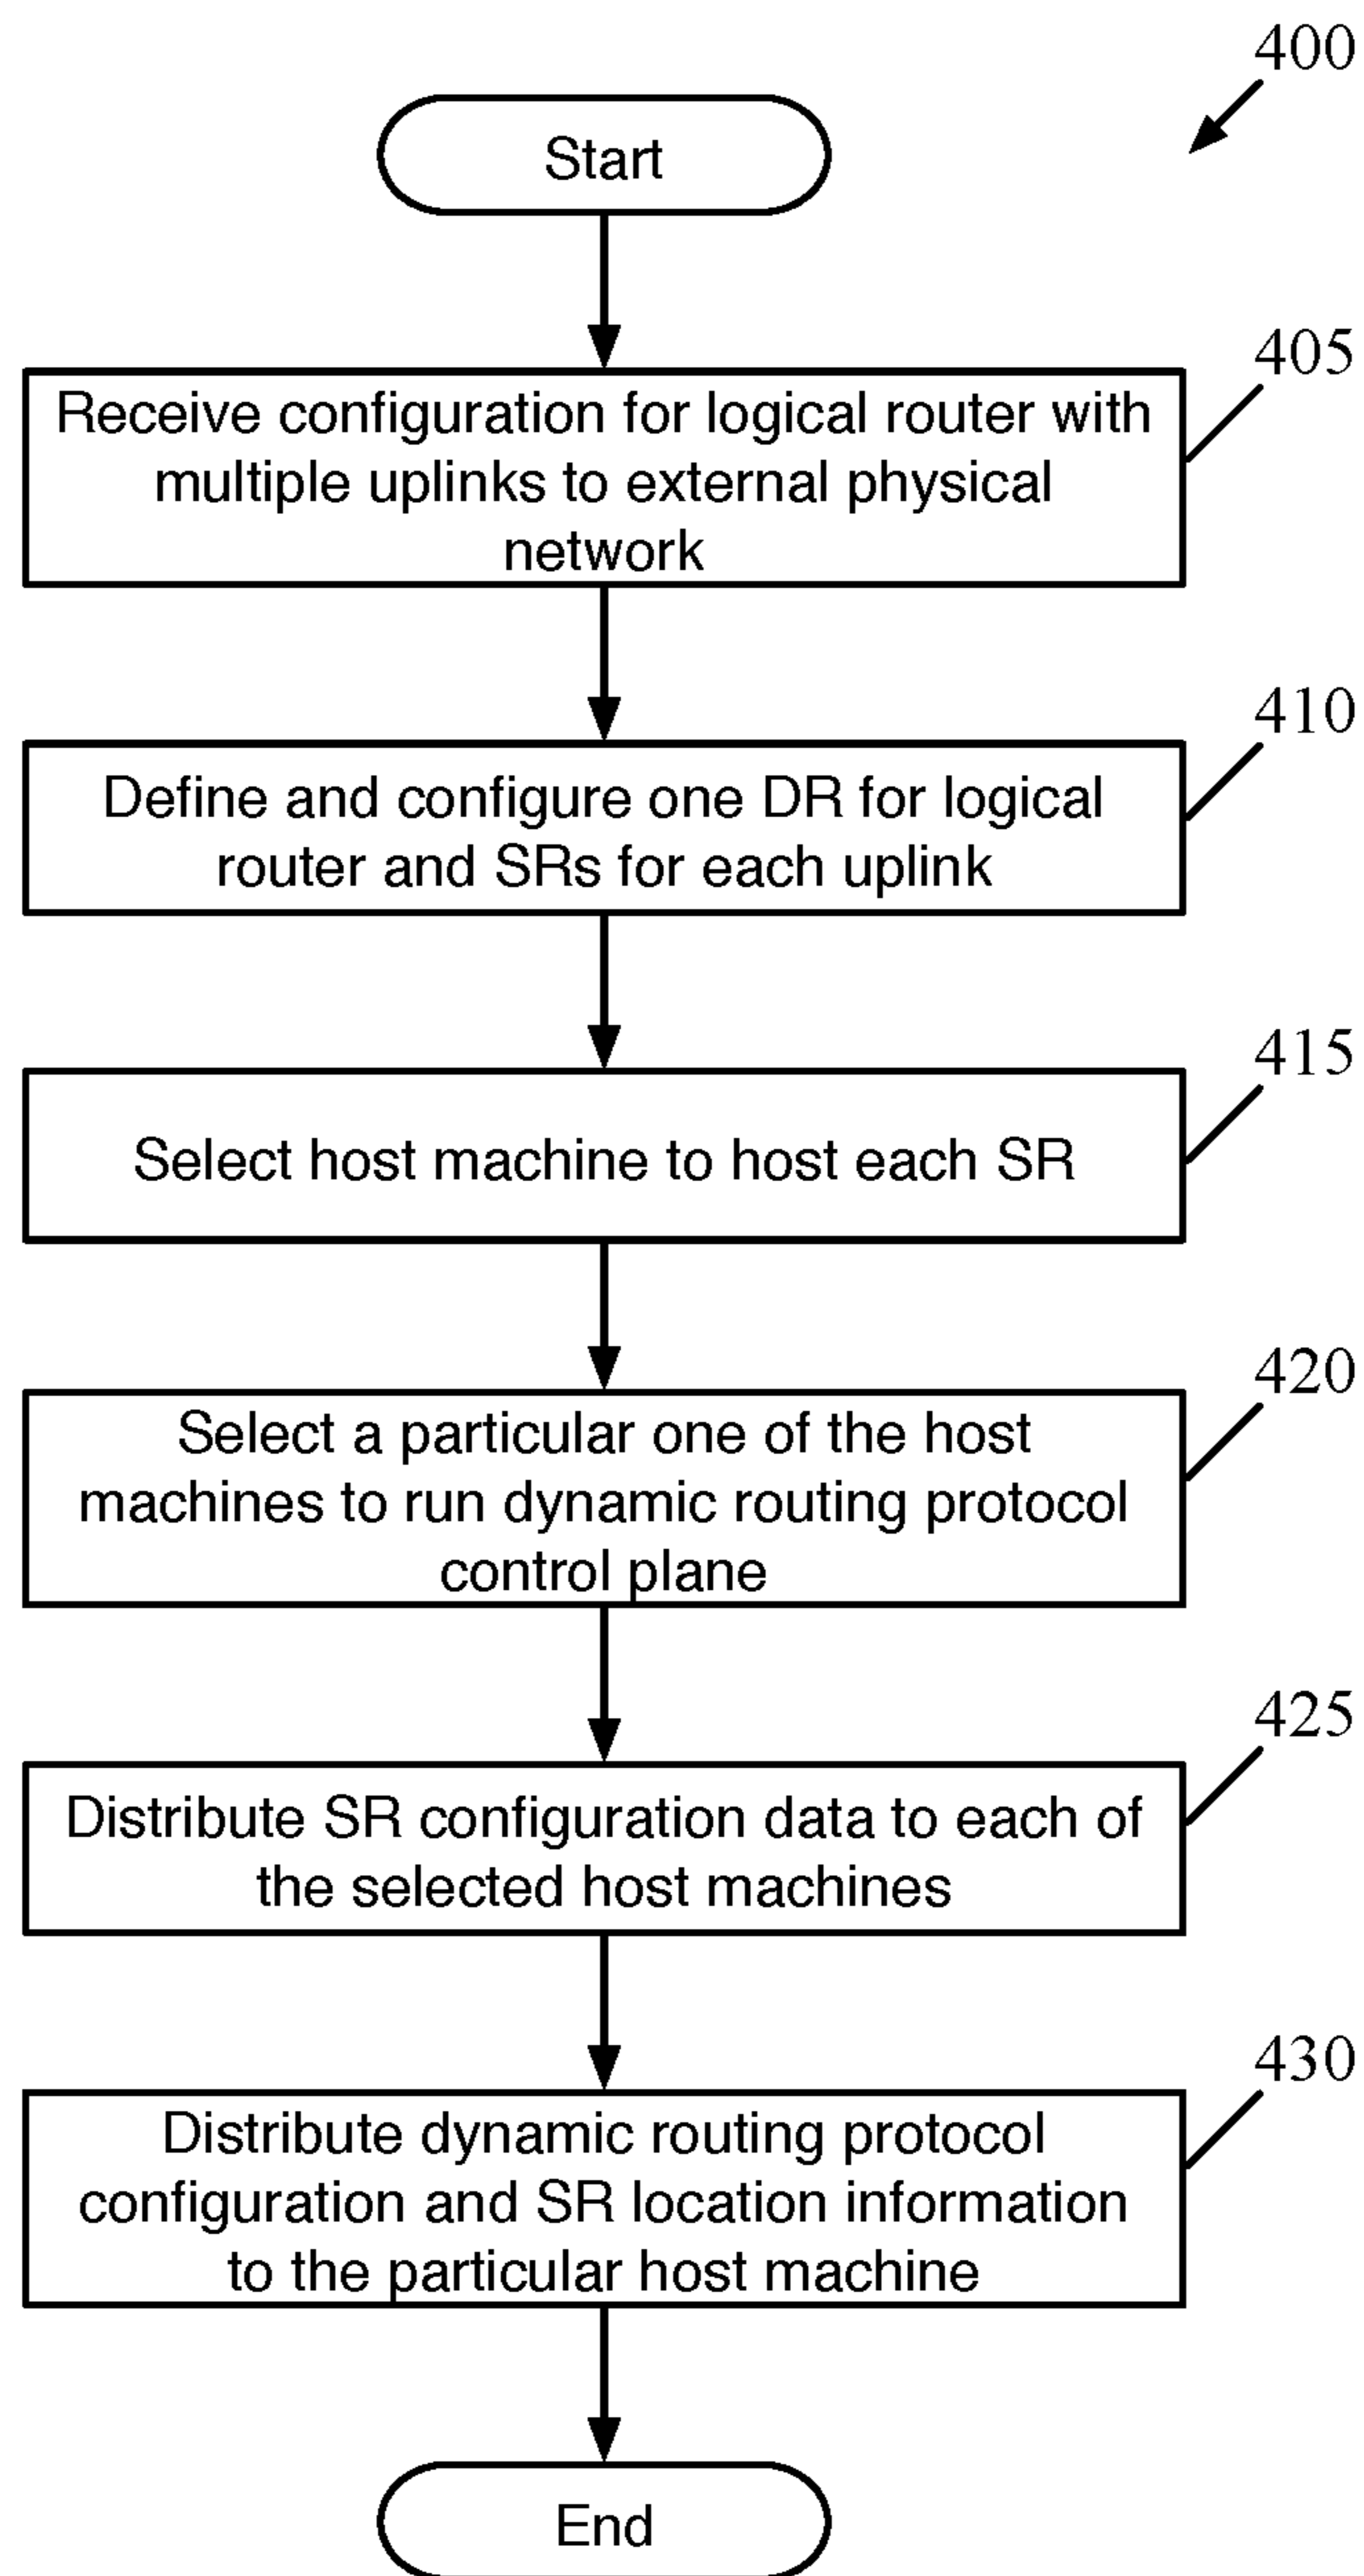 400
Start
405
Receive configuration for logical router with
multiple uplinks to external physical
network
410
Define and configure one DR for logical
router and SRs for each uplink
415
Select host machine to host each SR
420
Select a particular one of the host
machines to run dynamic routing protocol
control plane
425
Distribute SR configuration data to each of
the selected host machines
430
Distribute dynamic routing protocol
configuration and SR location information
to the particular host machine
End